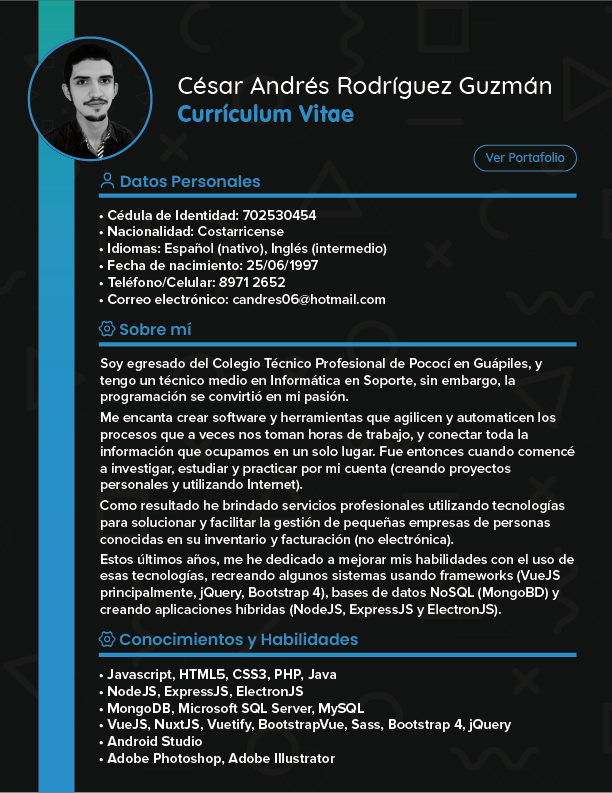 César Andrés Rodríguez Guzmán
Currículum Vitae
Ver Portafolio
Datos Personales
• Cédula de Identidad: 702530454
• Nacionalidad: Costarricense
• Idiomas: Español (nativo), Inglés (intermedio)
• Fecha de nacimiento: 25/06/1997
• Teléfono/Celular: 8971 2652
• Correo electrónico: candres06@hotmail.com
Sobre mí
Soy egresado del Colegio Técnico Profesional de Pococí en Guápiles, y
tengo un técnico medio en Informática en Soporte, sin embargo, la
programación se convirtió en mi pasión.
Me encanta crear software y herramientas que agilicen y automaticen los
procesos que a veces nos toman horas de trabajo, y conectar toda la
información que ocupamos en un solo lugar. Fue entonces cuando comencé
a investigar, estudiar y practicar por mi cuenta (creando proyectos
personales y utilizando Internet).
Como resultado he brindado servicios profesionales utilizando tecnologías
para solucionar y facilitar la gestión de pequeñas empresas de personas
conocidas en su inventario y facturación (no electrónica).
Estos últimos años, me he dedicado a mejorar mis habilidades con el uso de
esas tecnologías, recreando algunos sistemas usando frameworks (VueJS
principalmente, jQuery, Bootstrap 4), bases de datos NoSQL (MongoBD) y
creando aplicaciones híbridas (NodeJS, ExpressJS y ElectronJS).
Conocimientos y Habilidades
• Javascript, HTML5, CSS3, PHP, Java
• NodeJS, ExpressJS, ElectronJS
• MongoDB, Microsoft SQL Server, MySQL
• VueJS, NuxtJS, Vuetify, BootstrapVue, Sass, Bootstrap 4, jQuery
• Android Studio
• Adobe Photoshop, Adobe Illustrator